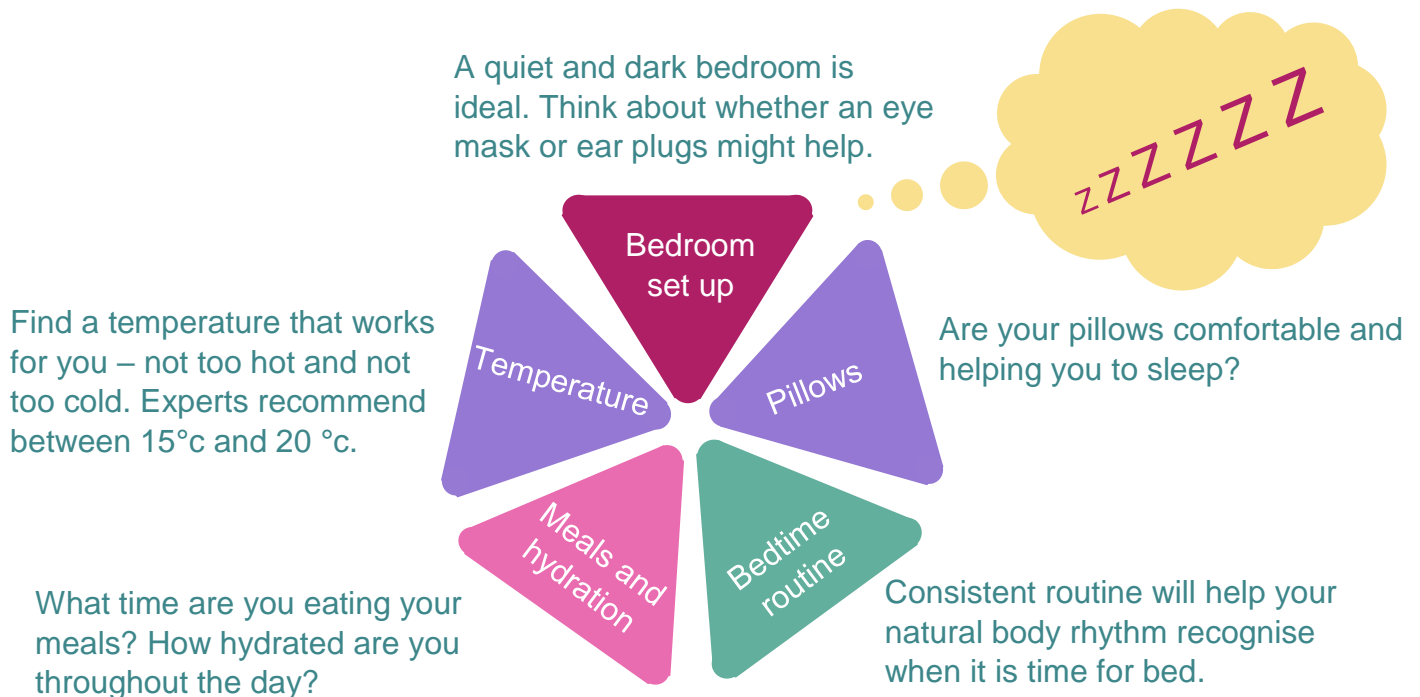 A quiet and dark bedroom is
ideal. Think about whether an eye
mask or ear plugs might help.
zzZZZZ
Bedroom
set up
Find a temperature that works
for you – not too hot and not
too cold. Experts recommend
between 15°c and 20 °c.
Temperature
Pillows
Are your pillows comfortable and
helping you to sleep?
Meals and
hydration
Bedtime
routine
What time are you eating your
meals? How hydrated are you
throughout the day?
Consistent routine will help your
natural body rhythm recognise
when it is time for bed.